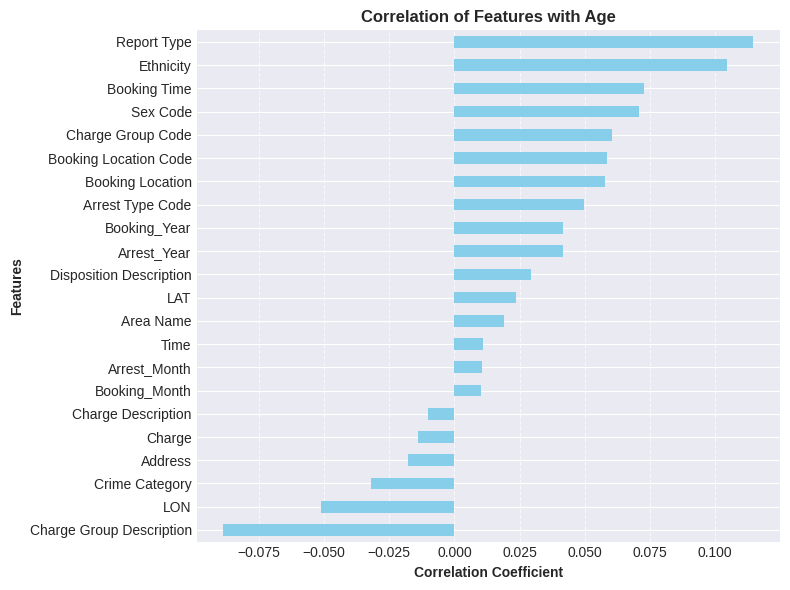 Correlation of Features with Age
Report Type
Ethnicity
Booking Time
Sex Code
Charge Group Code
Booking Location Code
Booking Location
Arrest Type Code
Booking_Year
Arrest_Year
Disposition Description
LAT
Area Name
Time
Arrest_Month
Booking_Month
Charge Description
Charge
Address
Crime Category
LON
Charge Group Description
Features
−0.075 −0.050 −0.025 0.000 0.025 0.050 0.075 0.100
Correlation Coefficient